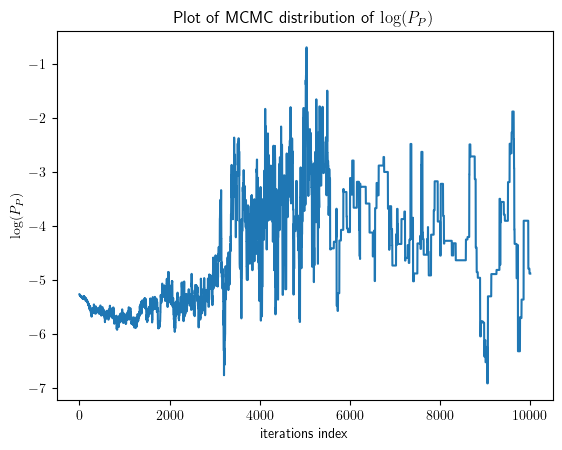 Plot of MCMC distribution of log(P_P)
−1
−2
−3
−4
−5
−6
−7
log(P_P)
0 2000 4000 6000 8000 10000
iterations index